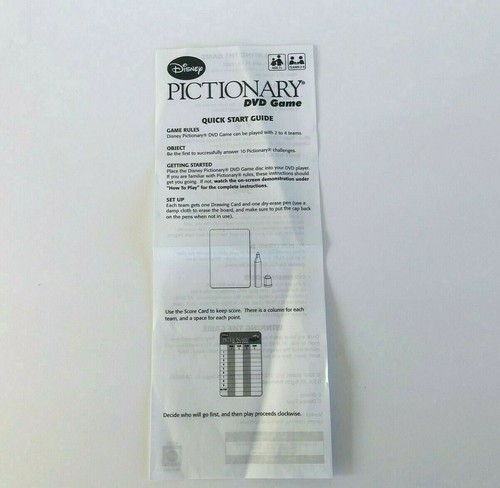 Disney
PICTIONARY®
DVD Game
QUICK START GUIDE
GAME RULES
Disney Pictionary® DVD Game can be played with 2 to 4 teams.
OBJECT
Be the first to successfully answer 10 Pictionary® challenges.
GETTING STARTED
Place the Disney Pictionary® DVD Game disc into your DVD player.
If you are familiar with Pictionary® rules, these instructions should
get you going. If not, watch the on-screen demonstration under
"How To Play" for the complete instructions.
SET UP
Each team gets one Drawing Card and one dry-erase pen (use a
damp cloth to erase the board, and make sure to put the cap back
on the pens when not in use).
Use the Score Card to keep score. There is a column for each
team, and a space for each point.
PICTIONARY
Decide who will go first, and then play proceeds clockwise.